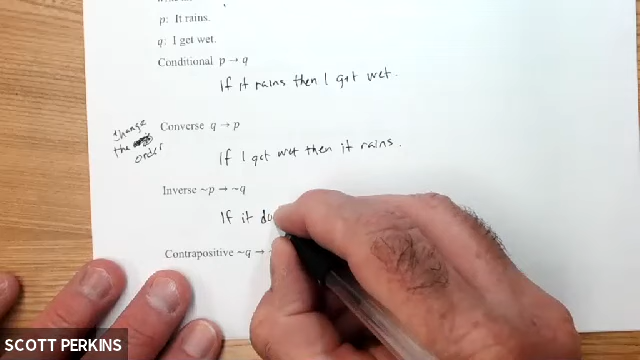 p: It rains.
q: I get wet.
Conditional p → q
If it rains then I get wet.
Converse q → p
change
the
order
If I get wet then it rains.
Inverse ~p → ~q
If it do
Contrapositive ~q →
SCOTT PERKINS